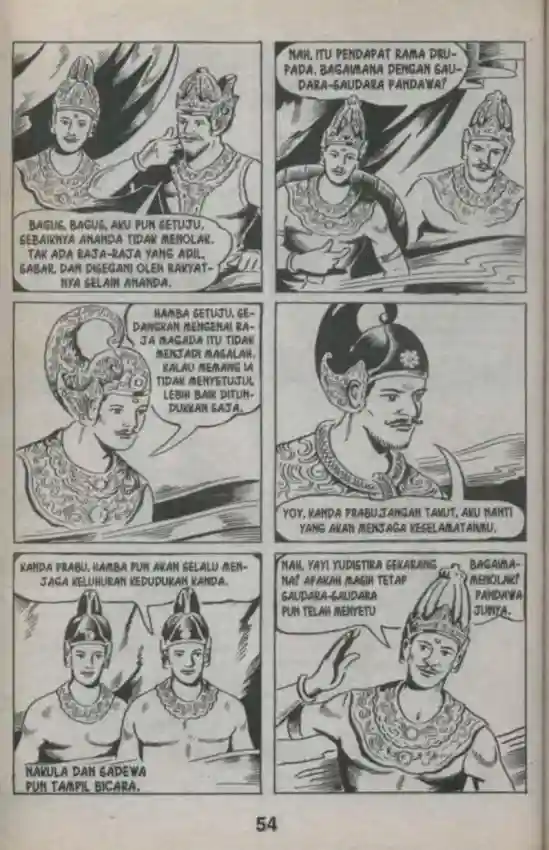 BAGUS, BAGUS, AKU PUN SETUJU.
SEBAIKNYA ANANDA TIDAK MENOLAK.
TAK ADA RAJA-RAJA YANG ADIL,
SABAR, DAN DISEGANI OLEH RAKYAT-
NYA SELAIN ANANDA.
NAH, ITU PENDAPAT RAMA DRU-
PADA. BAGAIMANA DENGAN SAU-
DARA-SAUDARA PANDAWA?
HAMBA SETUJU. SE-
DANGKAN MENGENAI RA-
JA MAGADA ITU TIDAK
MENJADI MASALAH.
KALAU MEMANG IA
TIDAK MENYETUJUI,
LEBIH BAIK DITUN-
DUKKAN SAJA.
YOY, KANDA PRABU, JANGAN TAKUT, AKU NANTI
YANG AKAN MENJAGA KESELAMATANMU.
KANDA PRABU, HAMBA PUN AKAN SELALU MEN-
JAGA KELUHURAN KEDUDUKAN KANDA.
NAKULA DAN SADEWA
PUN TAMPIL BICARA.
NAH, YAYI YUDISTIRA SEKARANG BAGAIMA-
NA? APAKAH MASIH TETAP MENOLAK?
SAUDARA-SAUDARA PANDAWA
PUN TELAH MENYETU JUINYA.
54